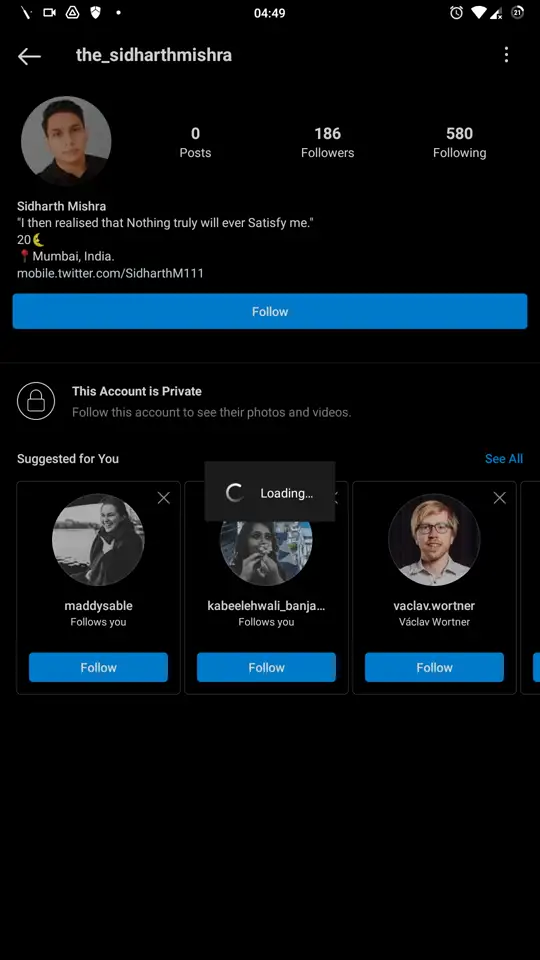 04:49
21
the_sidharthmishra
0
Posts
186
Followers
580
Following
Sidharth Mishra
"I then realised that Nothing truly will ever Satisfy me."
20🌜
📍Mumbai, India.
mobile.twitter.com/SidharthM111
Follow
This Account is Private
Follow this account to see their photos and videos.
Suggested for You
See All
Loading...
maddysable
Follows you
Follow
kabeelehwali_banja...
Follows you
Follow
vaclav.wortner
Václav Wortner
Follow